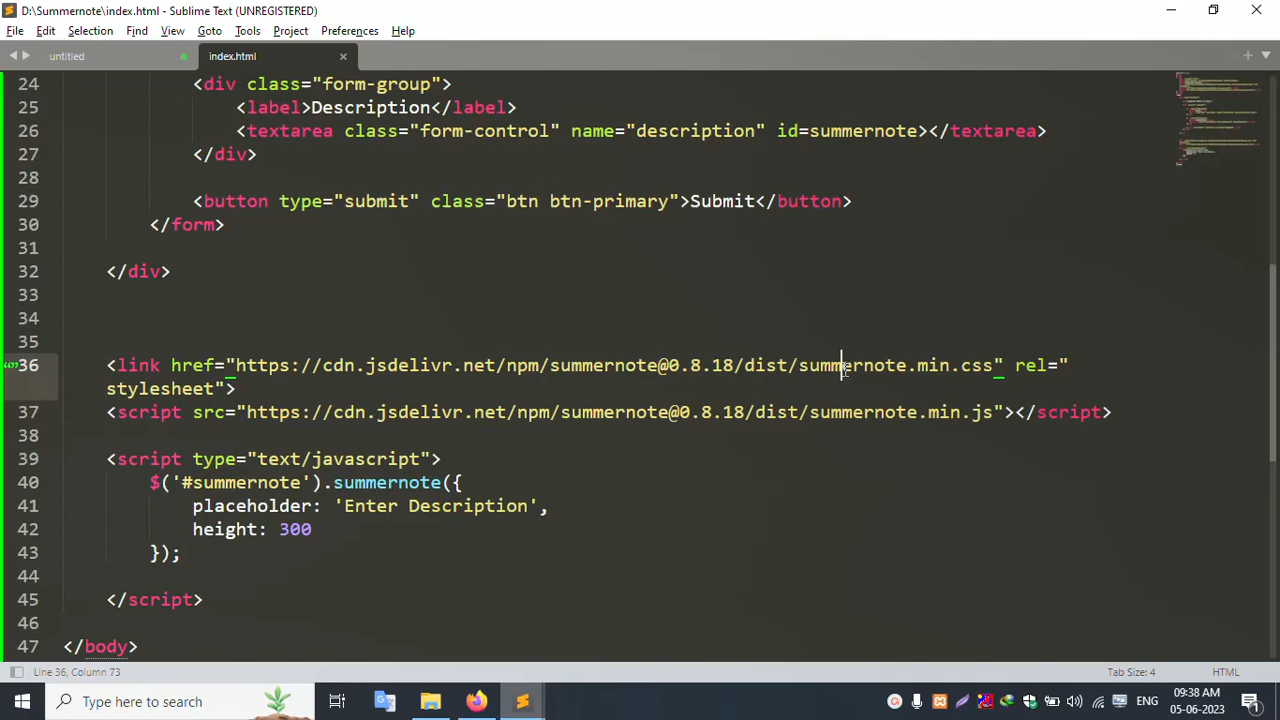 D:\Summernote\index.html - Sublime Text (UNREGISTERED)
File Edit Selection Find View Goto Tools Project Preferences Help
untitled index.html
24 <div class="form-group">
25 <label>Description</label>
26 <textarea class="form-control" name="description" id=summernote></textarea>
27 </div>
28
29 <button type="submit" class="btn btn-primary">Submit</button>
30 </form>
31
32 </div>
33
34
35
36 <link href="https://cdn.jsdelivr.net/npm/summernote@0.8.18/dist/summernote.min.css" rel="
stylesheet">
37 <script src="https://cdn.jsdelivr.net/npm/summernote@0.8.18/dist/summernote.min.js"></script>
38
39 <script type="text/javascript">
40 $('#summernote').summernote({
41 placeholder: 'Enter Description',
42 height: 300
43 });
44
45 </script>
46
47 </body>
Line 36, Column 73 Tab Size: 4 HTML
Type here to search ENG 09:38 AM
05-06-2023